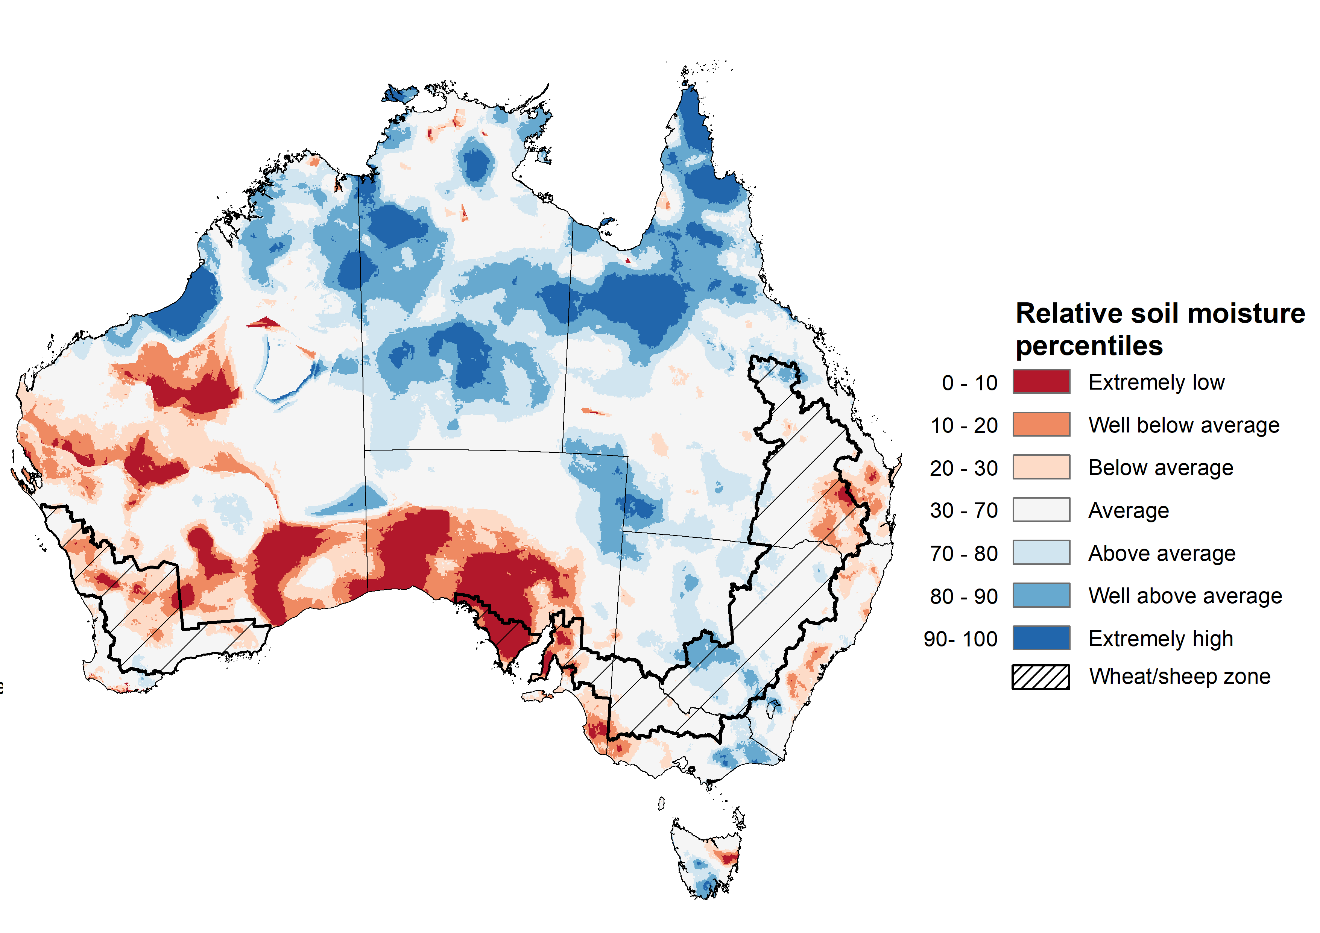 Relative soil moisture
percentiles
0 - 10 Extremely low
10 - 20 Well below average
20 - 30 Below average
30 - 70 Average
70 - 80 Above average
80 - 90 Well above average
90- 100 Extremely high
Wheat/sheep zone